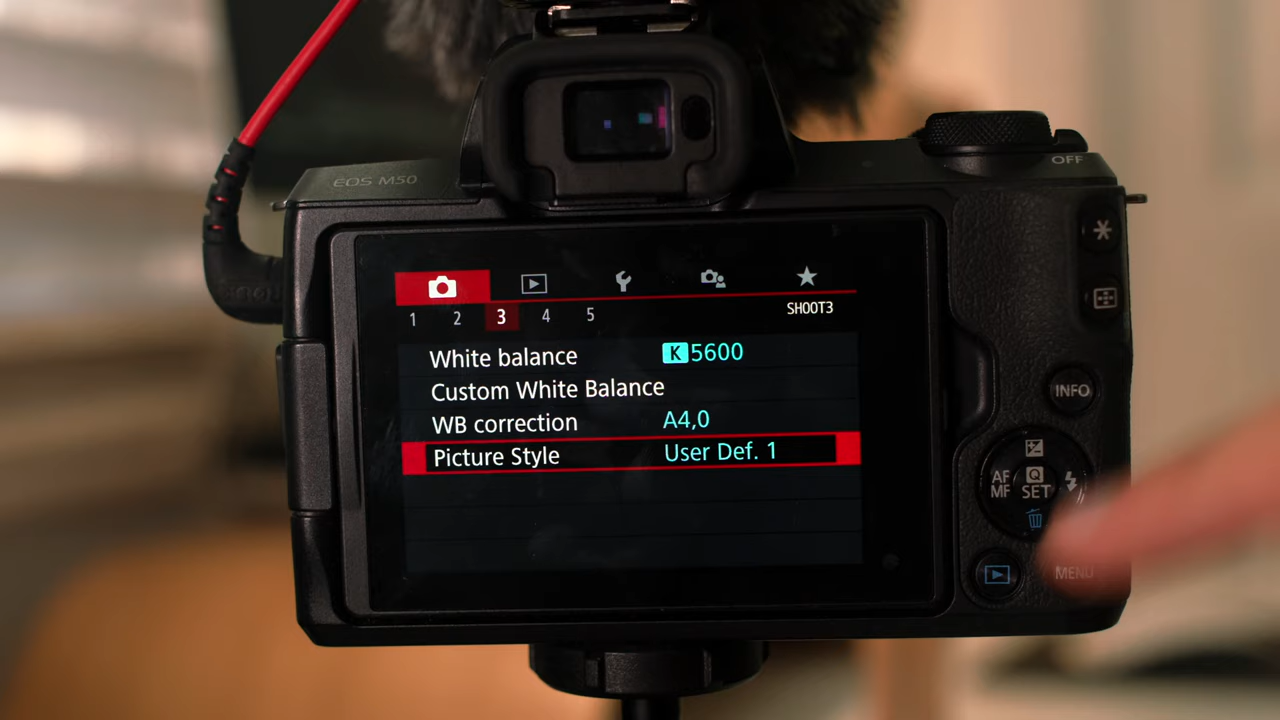 OFF
EOS M50
SHOOT3
1 2 3 4 5
White balance K 5600
Custom White Balance
WB correction A4,0
Picture Style User Def. 1
INFO
AF
MF
Q
SET
MENU